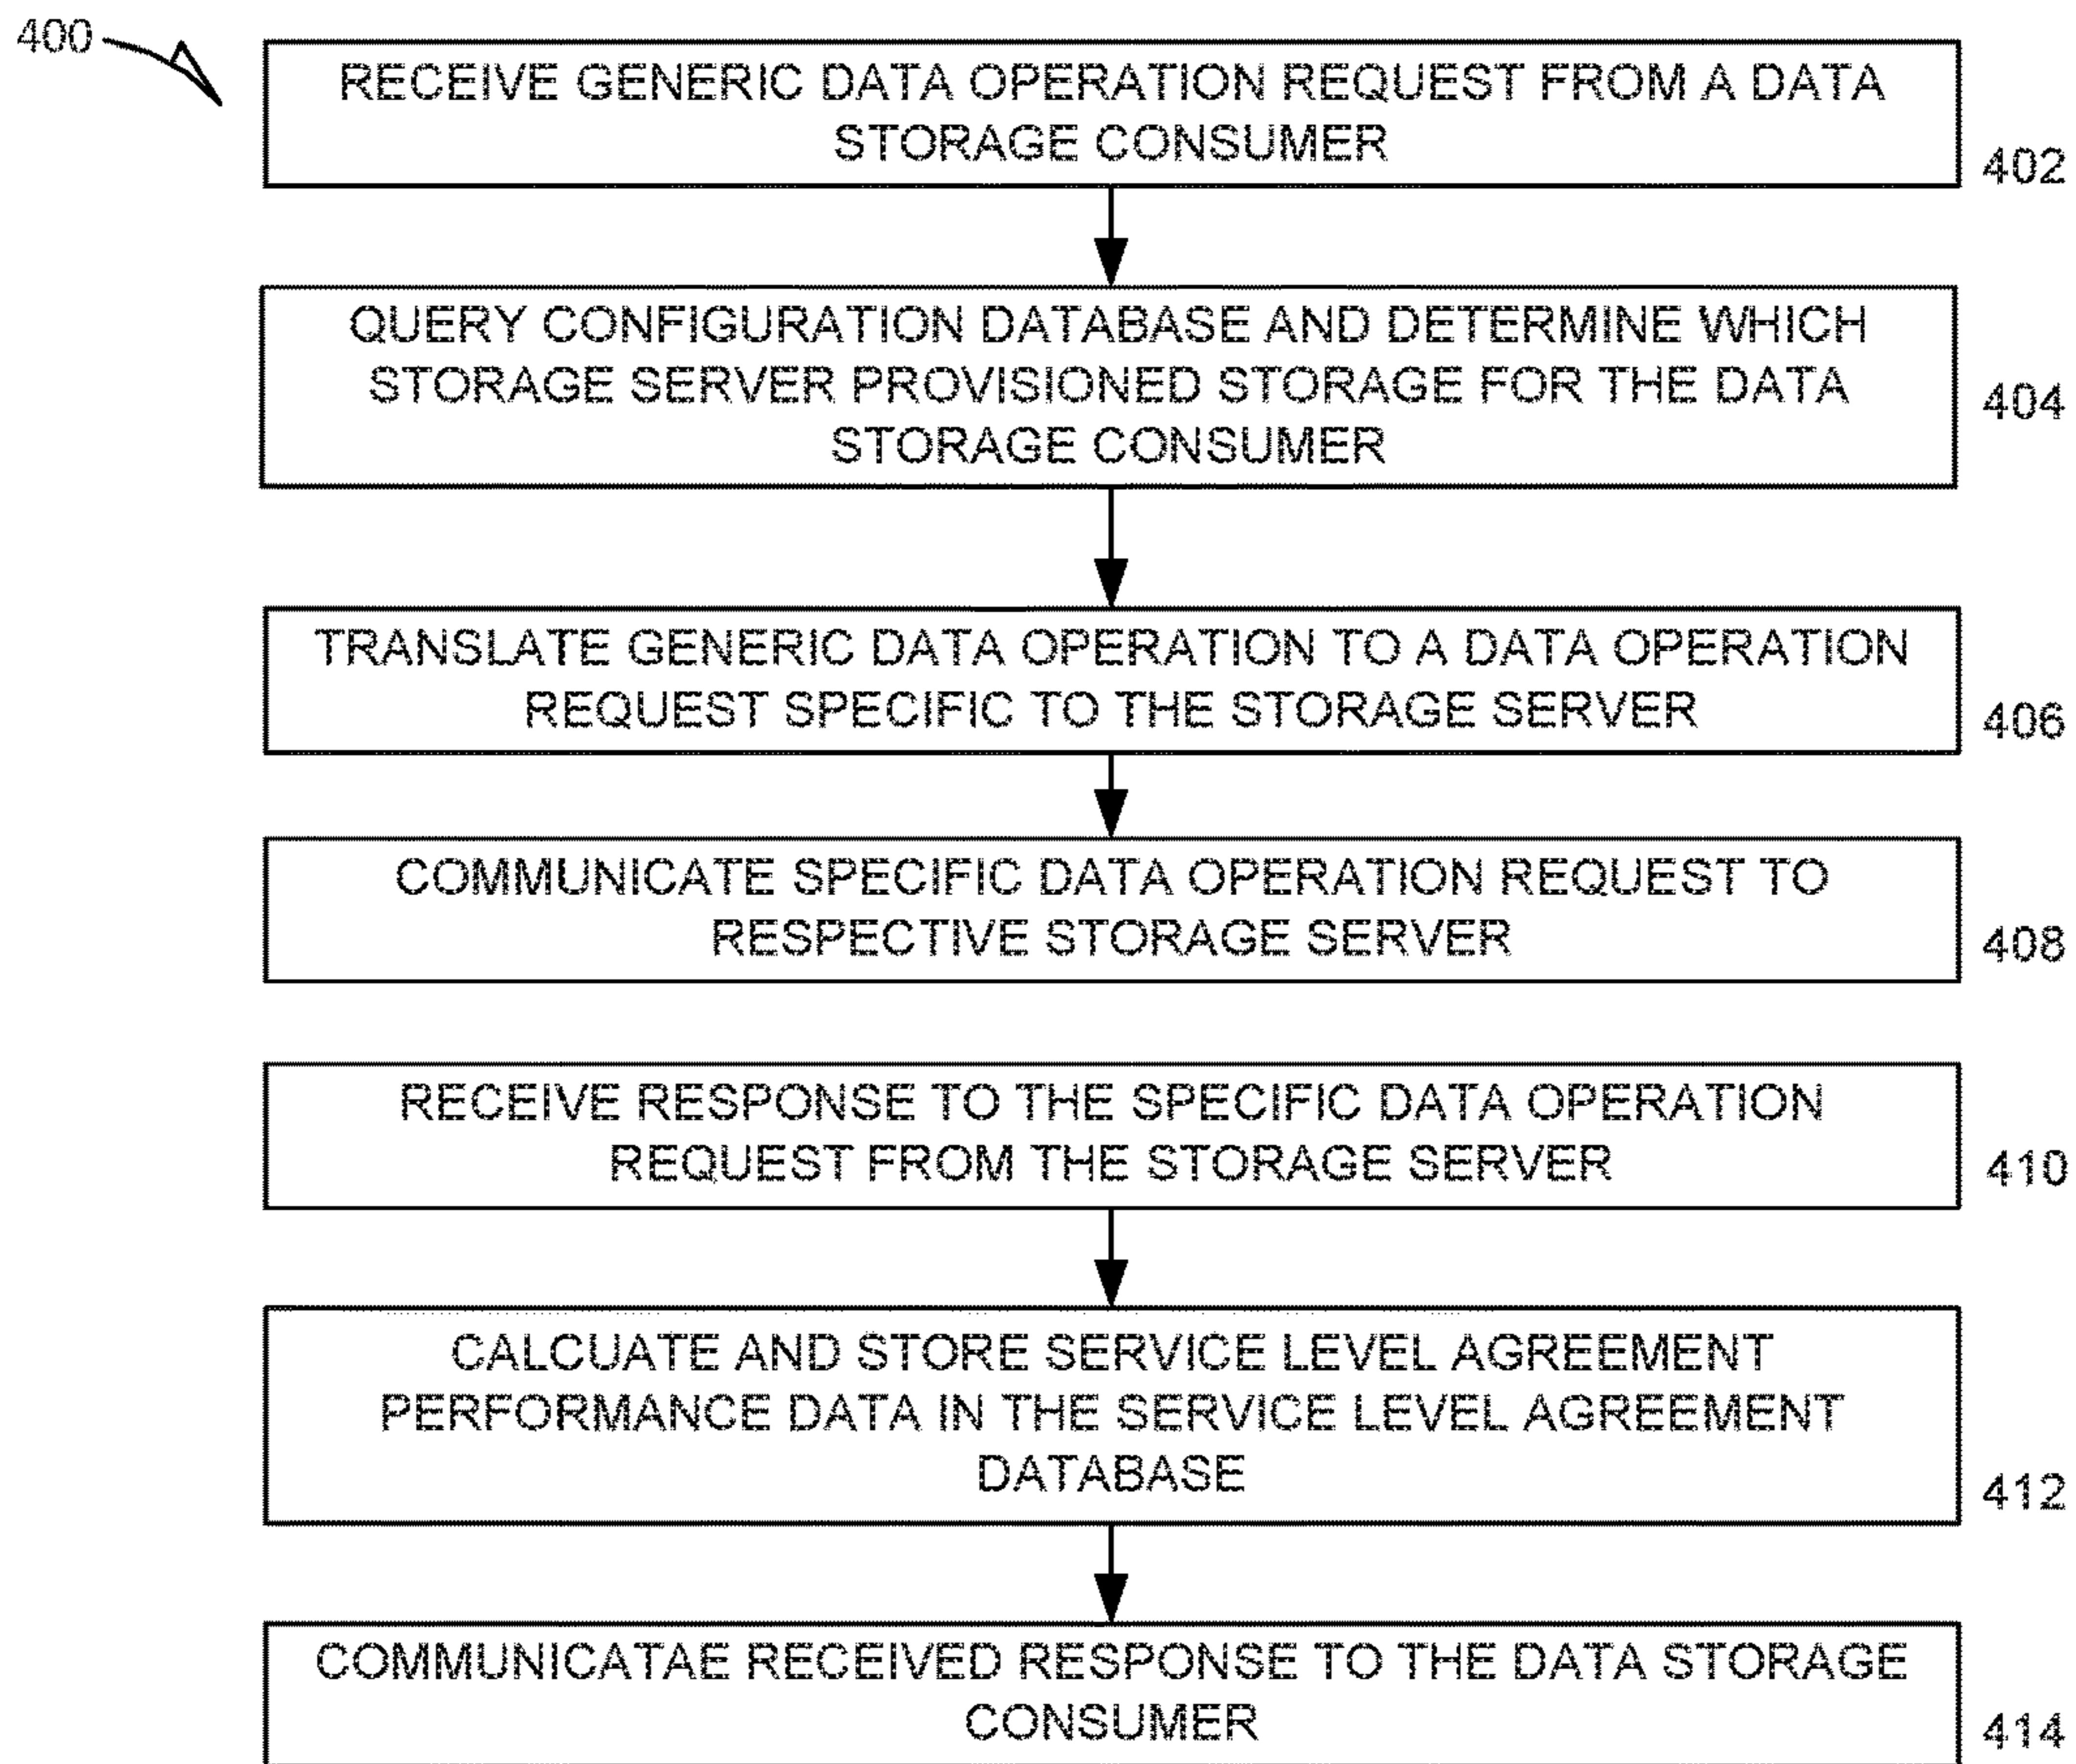 400
RECEIVE GENERIC DATA OPERATION REQUEST FROM A DATA
STORAGE CONSUMER
402
QUERY CONFIGURATION DATABASE AND DETERMINE WHICH
STORAGE SERVER PROVISIONED STORAGE FOR THE DATA
STORAGE CONSUMER
404
TRANSLATE GENERIC DATA OPERATION TO A DATA OPERATION
REQUEST SPECIFIC TO THE STORAGE SERVER
406
COMMUNICATE SPECIFIC DATA OPERATION REQUEST TO
RESPECTIVE STORAGE SERVER
408
RECEIVE RESPONSE TO THE SPECIFIC DATA OPERATION
REQUEST FROM THE STORAGE SERVER
410
CALCUATE AND STORE SERVICE LEVEL AGREEMENT
PERFORMANCE DATA IN THE SERVICE LEVEL AGREEMENT
DATABASE
412
COMMUNICATAE RECEIVED RESPONSE TO THE DATA STORAGE
CONSUMER
414